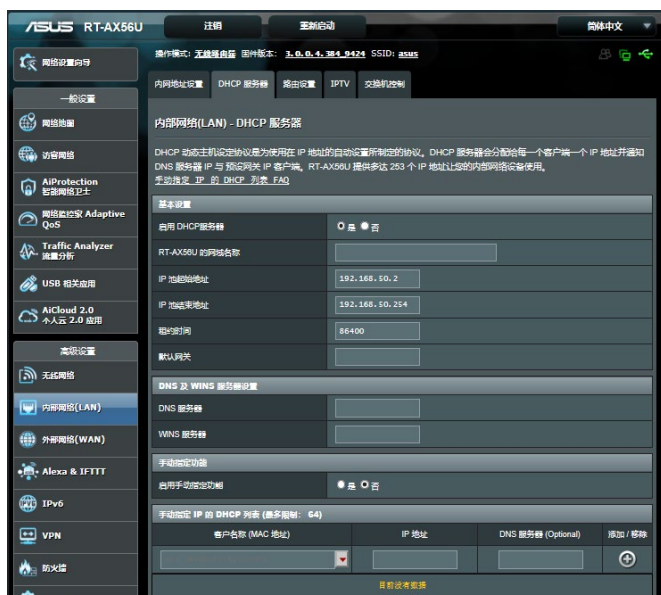 ASUS RT-AX56U 注销 重新启动 简体中文
操作模式: 无线路由器 固件版本: 3.0.0.4.384_9424 SSID: asus
网络设置向导
内网地址设置 DHCP 服务器 路由设置 IPTV 交换机控制
一般设置
网络地图
访客网络
AiProtection
智能网络卫士
网络监控家 Adaptive
QoS
Traffic Analyzer
流量分析
USB 相关应用
AiCloud 2.0
个人云 2.0 应用
高级设置
无线网络
内部网络(LAN)
外部网络(WAN)
Alexa & IFTTT
IPv6
VPN
防火墙
内部网络(LAN) - DHCP 服务器
DHCP 动态主机设定协议是为使用在 IP 地址的自动设置所制定的协议。DHCP 服务器会分配给每一个客户端一个 IP 地址并通知
DNS 服务器 IP 与 预设网关 IP 客户端。RT-AX56U 提供多达 253 个 IP 地址让您的内部网络设备使用。
手动指定 IP 的 DHCP 列表 FAQ
基本设置
启用 DHCP服务器 是 否
RT-AX56U 的网域名称
IP 池起始地址 192.168.50.2
IP 池结束地址 192.168.50.254
租约时间 86400
默认网关
DNS 及 WINS 服务器设置
DNS 服务器
WINS 服务器
手动指定功能
启用手动指定功能 是 否
手动指定 IP 的 DHCP 列表 (最多限制: 64)
客户名称 (MAC 地址) IP 地址 DNS 服务器 (Optional) 添加 / 移除
目前没有数据